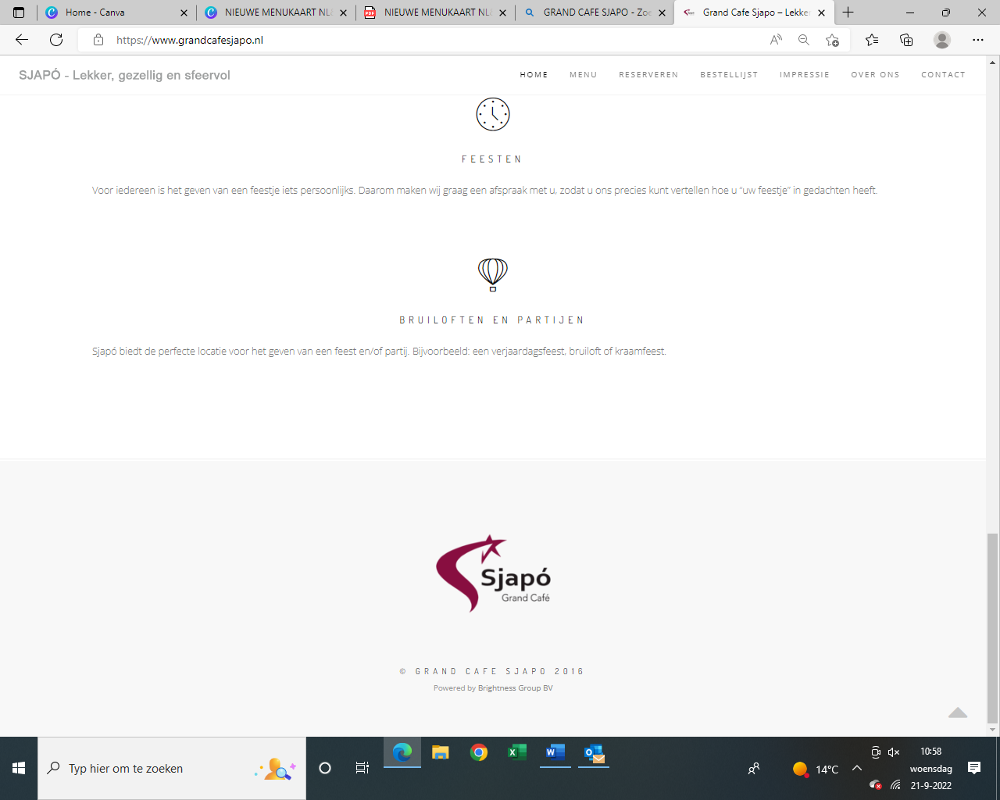 Home - Canva
NIEUWE MENUKAART NL
NIEUWE MENUKAART NL
GRAND CAFE SJAPO - Zoe
Grand Cafe Sjapo – Lekker
https://www.grandcafesjapo.nl
SJAPÓ - Lekker, gezellig en sfeervol
HOME MENU RESERVEREN BESTELLIJST IMPRESSIE OVER ONS CONTACT
FEESTEN
Voor iedereen is het geven van een feestje iets persoonlijks. Daarom maken wij graag een afspraak met u, zodat u ons precies kunt vertellen hoe u “uw feestje” in gedachten heeft.
BRUILOFTEN EN PARTIJEN
Sjapó biedt de perfecte locatie voor het geven van een feest en/of partij. Bijvoorbeeld: een verjaardagsfeest, bruiloft of kraamfeest.
Sjapó
Grand Café
© GRAND CAFE SJAPO 2016
Powered by Brightness Group BV
Typ hier om te zoeken
14°C
10:58
woensdag
21-9-2022